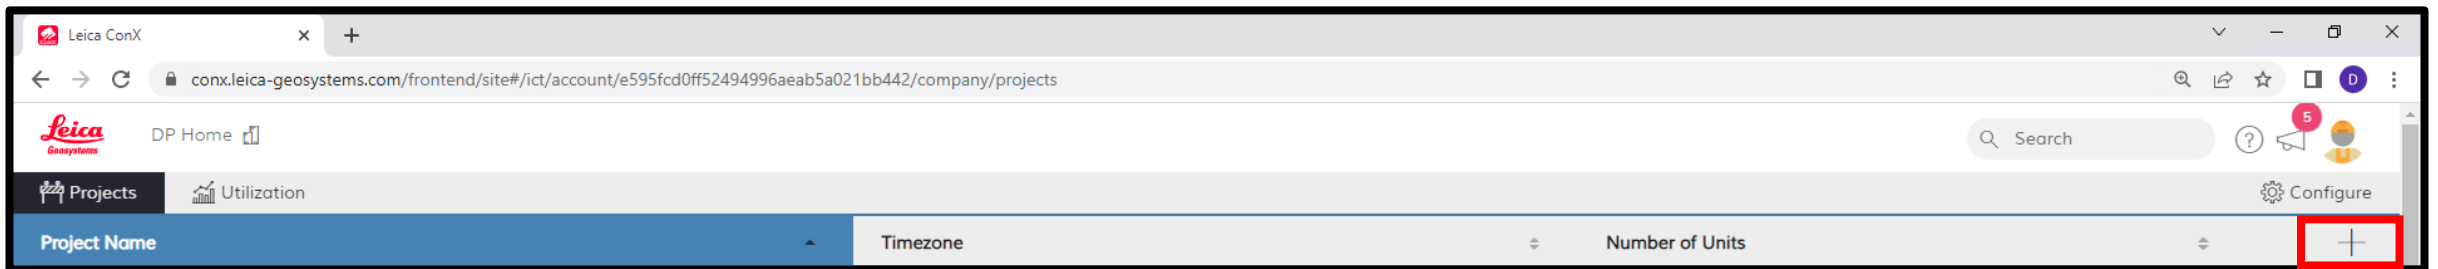 Leica ConX
conx.leica-geosystems.com/frontend/site#/ict/account/e595fcd0ff52494996aeab5a021bb442/company/projects
D
Leica
Geosystems
DP Home
Search
?
5
Projects
Utilization
Configure
Project Name
Timezone
Number of Units